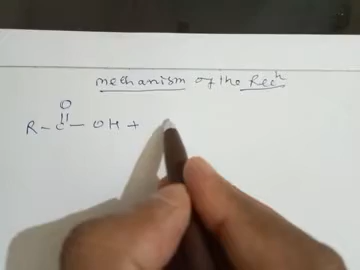 mechanism of the Recn
O
||
R - C - OH +